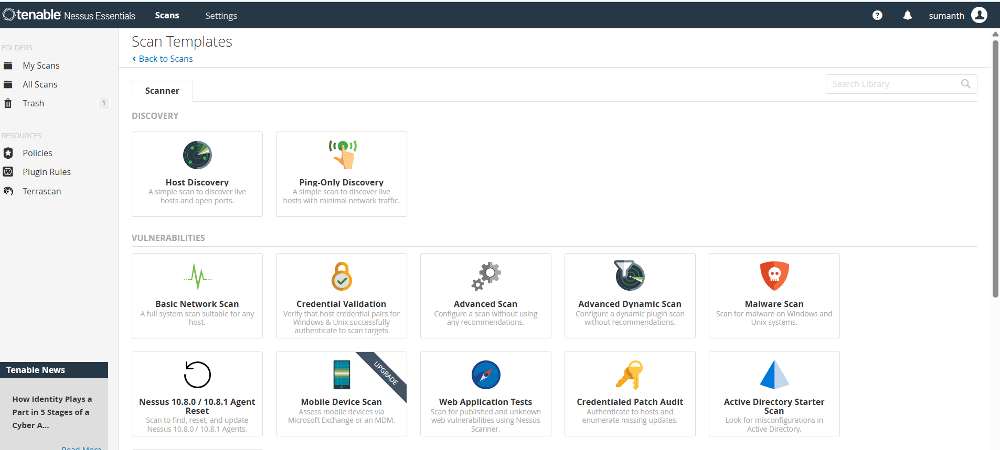 tenable Nessus Essentials
Scans
Settings
?
sumanth
FOLDERS
My Scans
All Scans
Trash
1
RESOURCES
Policies
Plugin Rules
Terrascan
Tenable News
How Identity Plays a
Part in 5 Stages of a
Cyber A...
Read More
Scan Templates
Back to Scans
Scanner
Search Library
DISCOVERY
Host Discovery
A simple scan to discover live
hosts and open ports.
Ping-Only Discovery
A simple scan to discover live
hosts with minimal network traffic.
VULNERABILITIES
Basic Network Scan
A full system scan suitable for any
host.
Credential Validation
Verify that host credential pairs for
Windows & Unix successfully
authenticate to scan targets
Advanced Scan
Configure a scan without using
any recommendations.
Advanced Dynamic Scan
Configure a dynamic plugin scan
without recommendations.
Malware Scan
Scan for malware on Windows and
Unix systems.
Nessus 10.8.0 / 10.8.1 Agent
Reset
Scan to find, reset, and update
Nessus 10.8.0 / 10.8.1 Agents.
UPGRADE
Mobile Device Scan
Assess mobile devices via
Microsoft Exchange or an MDM.
Web Application Tests
Scan for published and unknown
web vulnerabilities using Nessus
Scanner.
Credentialed Patch Audit
Authenticate to hosts and
enumerate missing updates.
Active Directory Starter
Scan
Look for misconfigurations in
Active Directory.